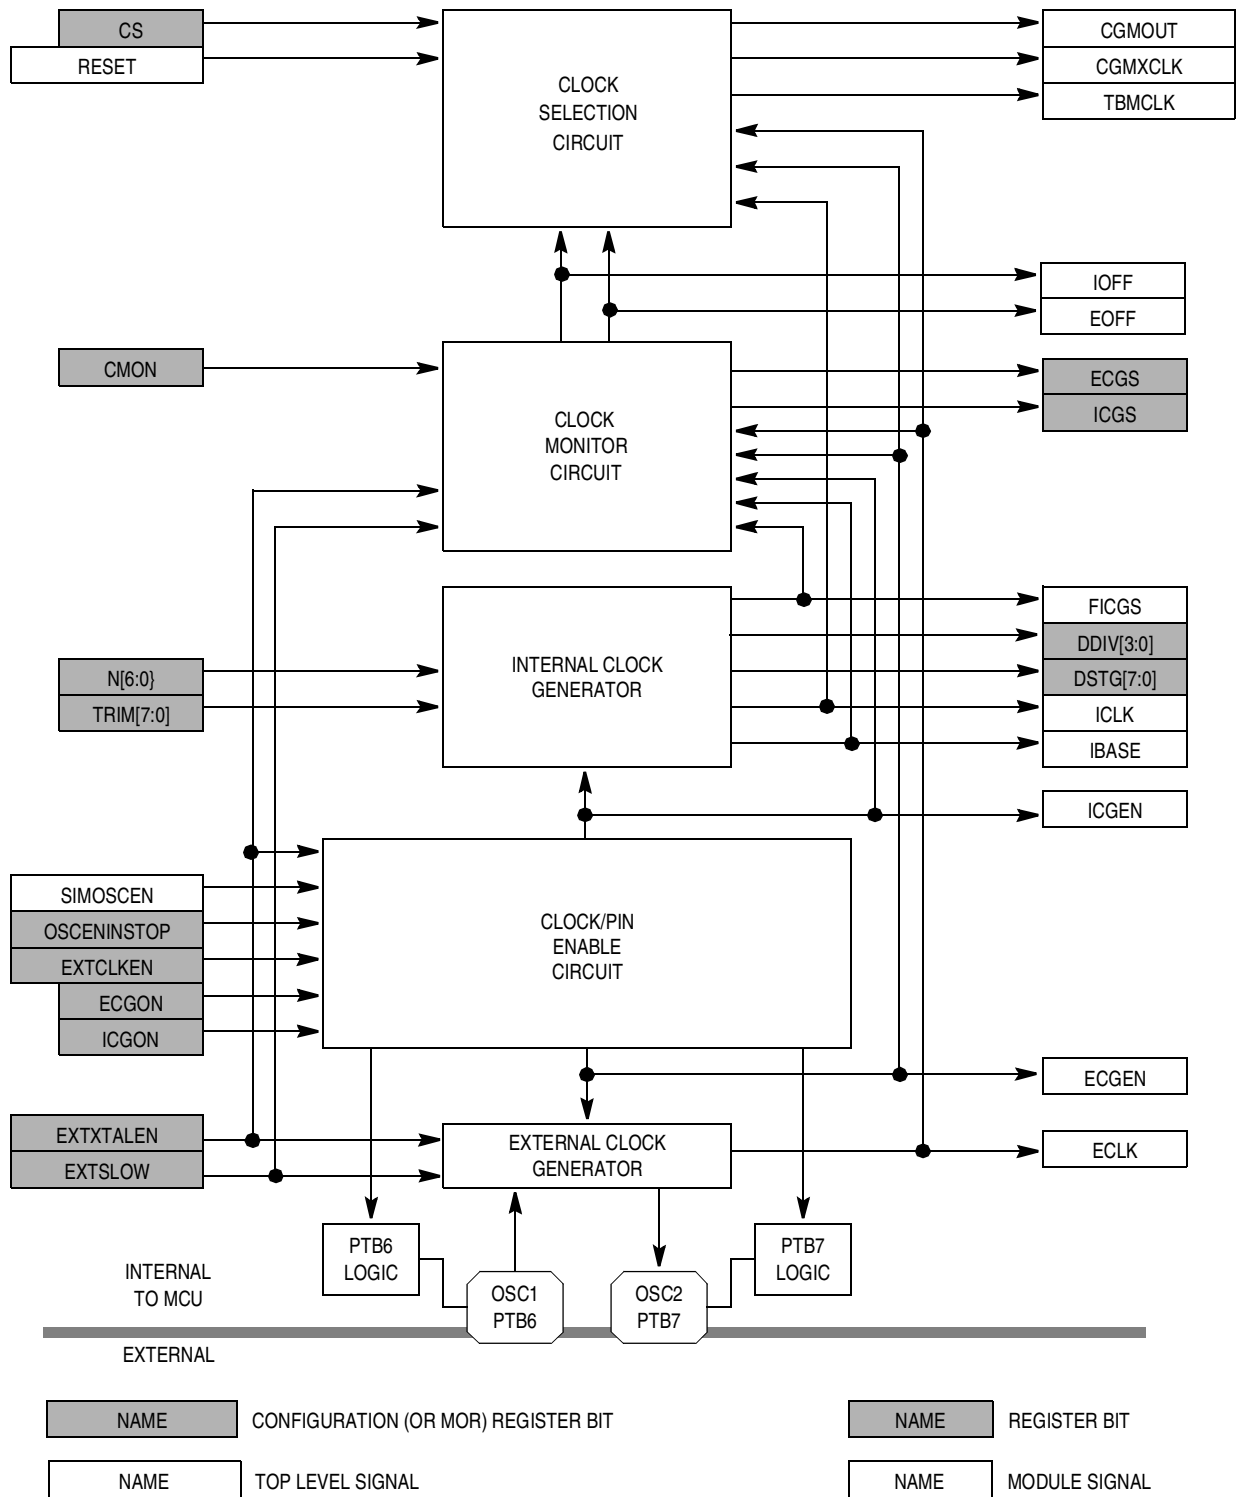 CS
RESET
CLOCK
SELECTION
CIRCUIT
CGMOUT
CGMXCLK
TBMCLK
IOFF
EOFF
CMON
CLOCK
MONITOR
CIRCUIT
ECGS
ICGS
N[6:0}
TRIM[7:0]
INTERNAL CLOCK
GENERATOR
FICGS
DDIV[3:0]
DSTG[7:0]
ICLK
IBASE
ICGEN
SIMOSCEN
OSCENINSTOP
EXTCLKEN
ECGON
ICGON
CLOCK/PIN
ENABLE
CIRCUIT
ECGEN
EXTXTALEN
EXTSLOW
EXTERNAL CLOCK
GENERATOR
ECLK
PTB6
LOGIC
OSC1
PTB6
OSC2
PTB7
PTB7
LOGIC
INTERNAL
TO MCU
EXTERNAL
NAME
CONFIGURATION (OR MOR) REGISTER BIT
NAME
REGISTER BIT
NAME
TOP LEVEL SIGNAL
NAME
MODULE SIGNAL